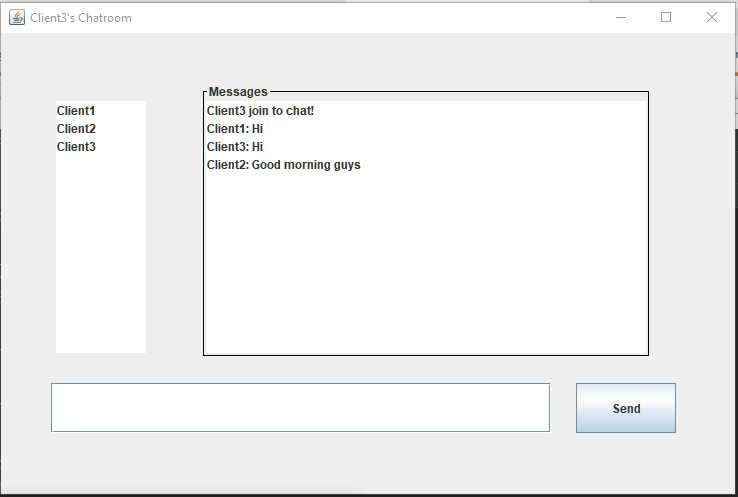 Client3's Chatroom
Client1
Client2
Client3
Messages
Client3 join to chat!
Client1: Hi
Client3: Hi
Client2: Good morning guys
Send